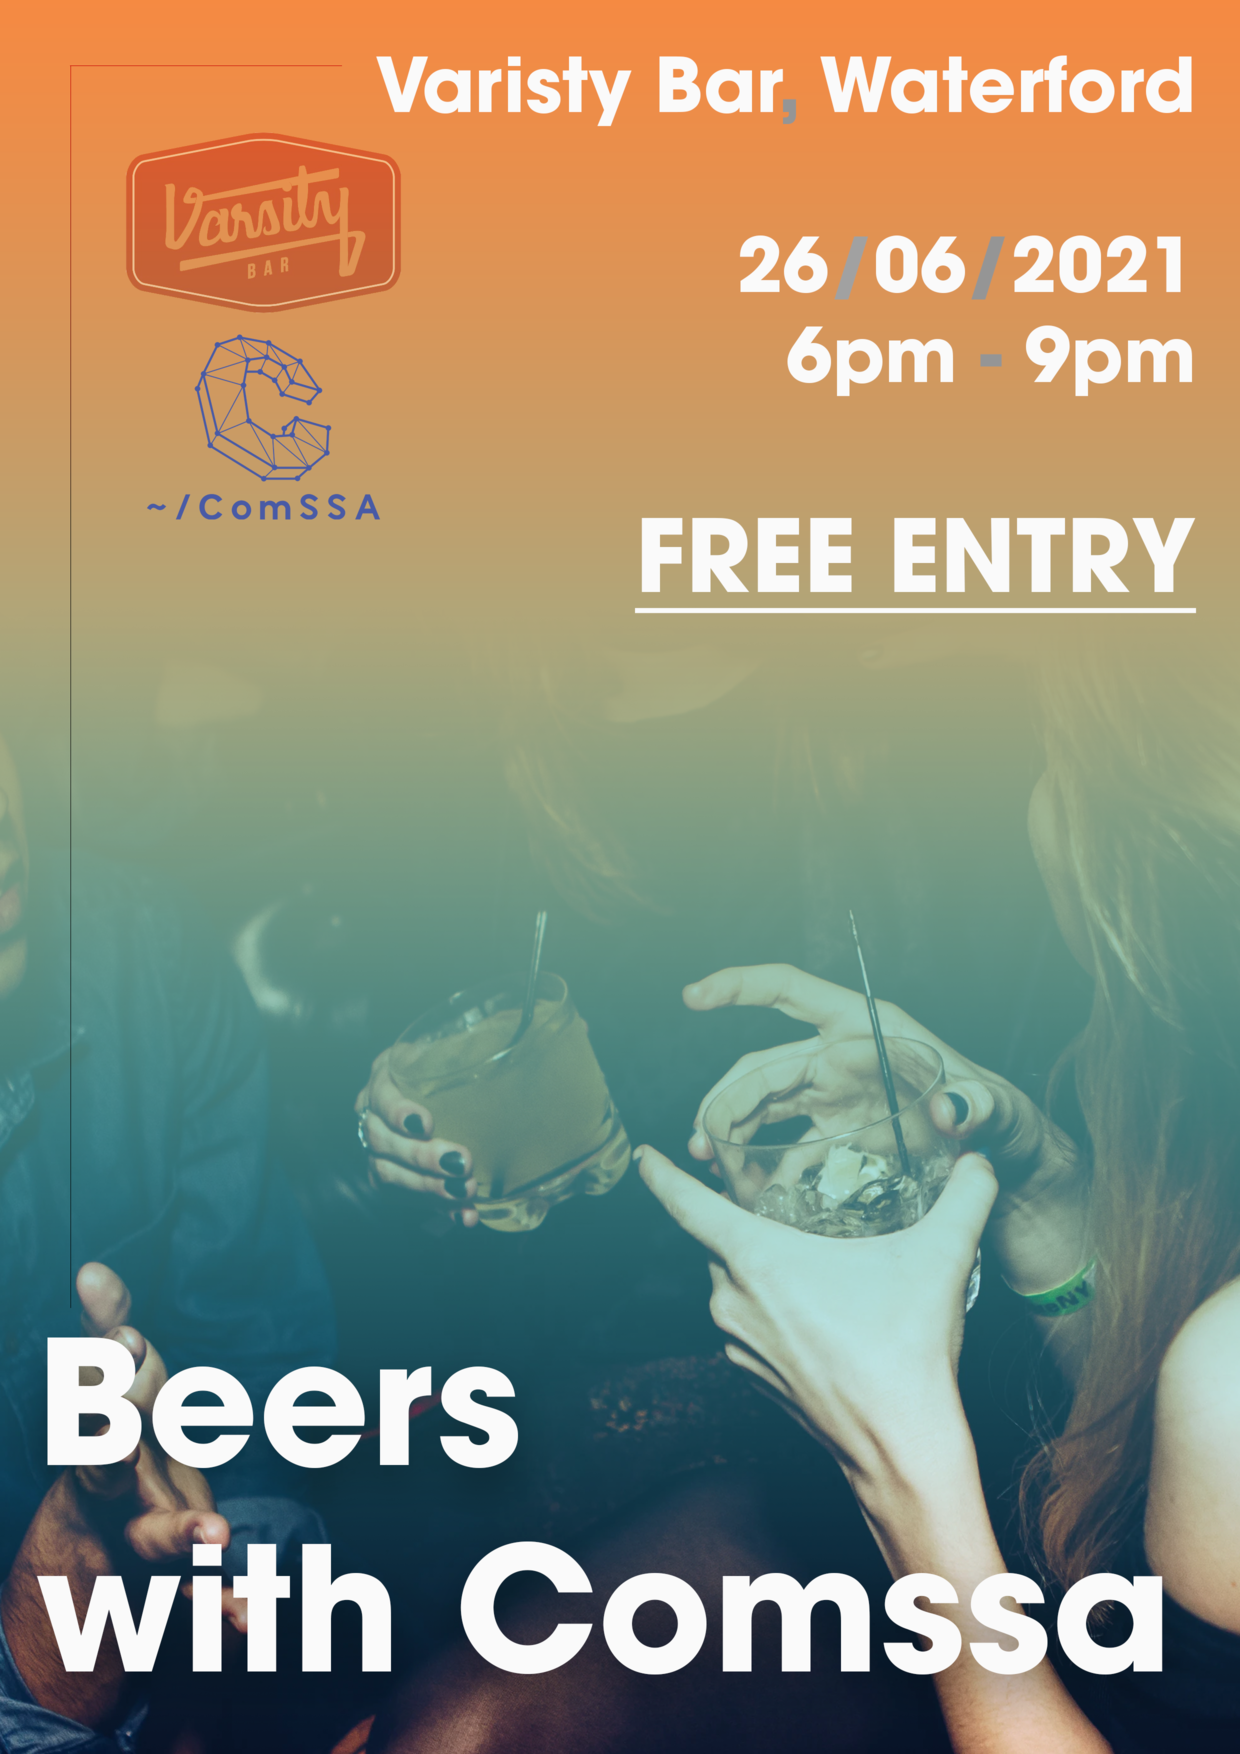 Varisty Bar, Waterford
Varsity
BAR
26/06/2021
6pm - 9pm
~/ComSSA
FREE ENTRY
Beers
with Comssa